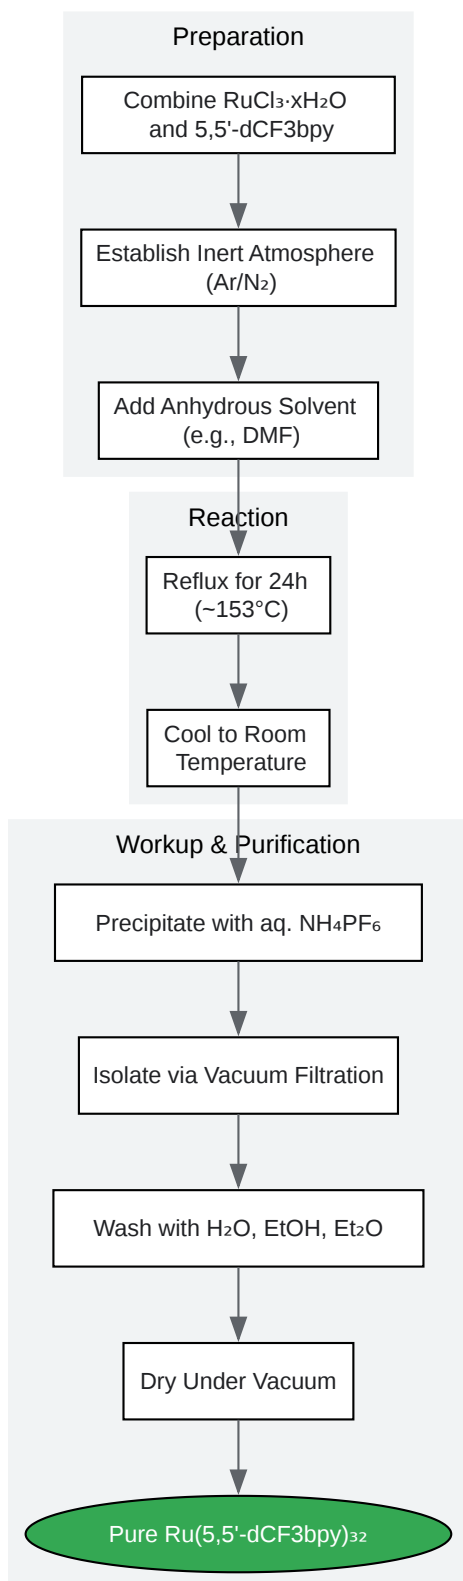 Preparation
Combine RuCl₃·xH₂O
and 5,5'-dCF3bpy
Establish Inert Atmosphere
(Ar/N₂)
Add Anhydrous Solvent
(e.g., DMF)
Reaction
Reflux for 24h
(~153°C)
Cool to Room
Temperature
Workup & Purification
Precipitate with aq. NH₄PF₆
Isolate via Vacuum Filtration
Wash with H₂O, EtOH, Et₂O
Dry Under Vacuum
Pure Ru(5,5'-dCF3bpy)₃₂